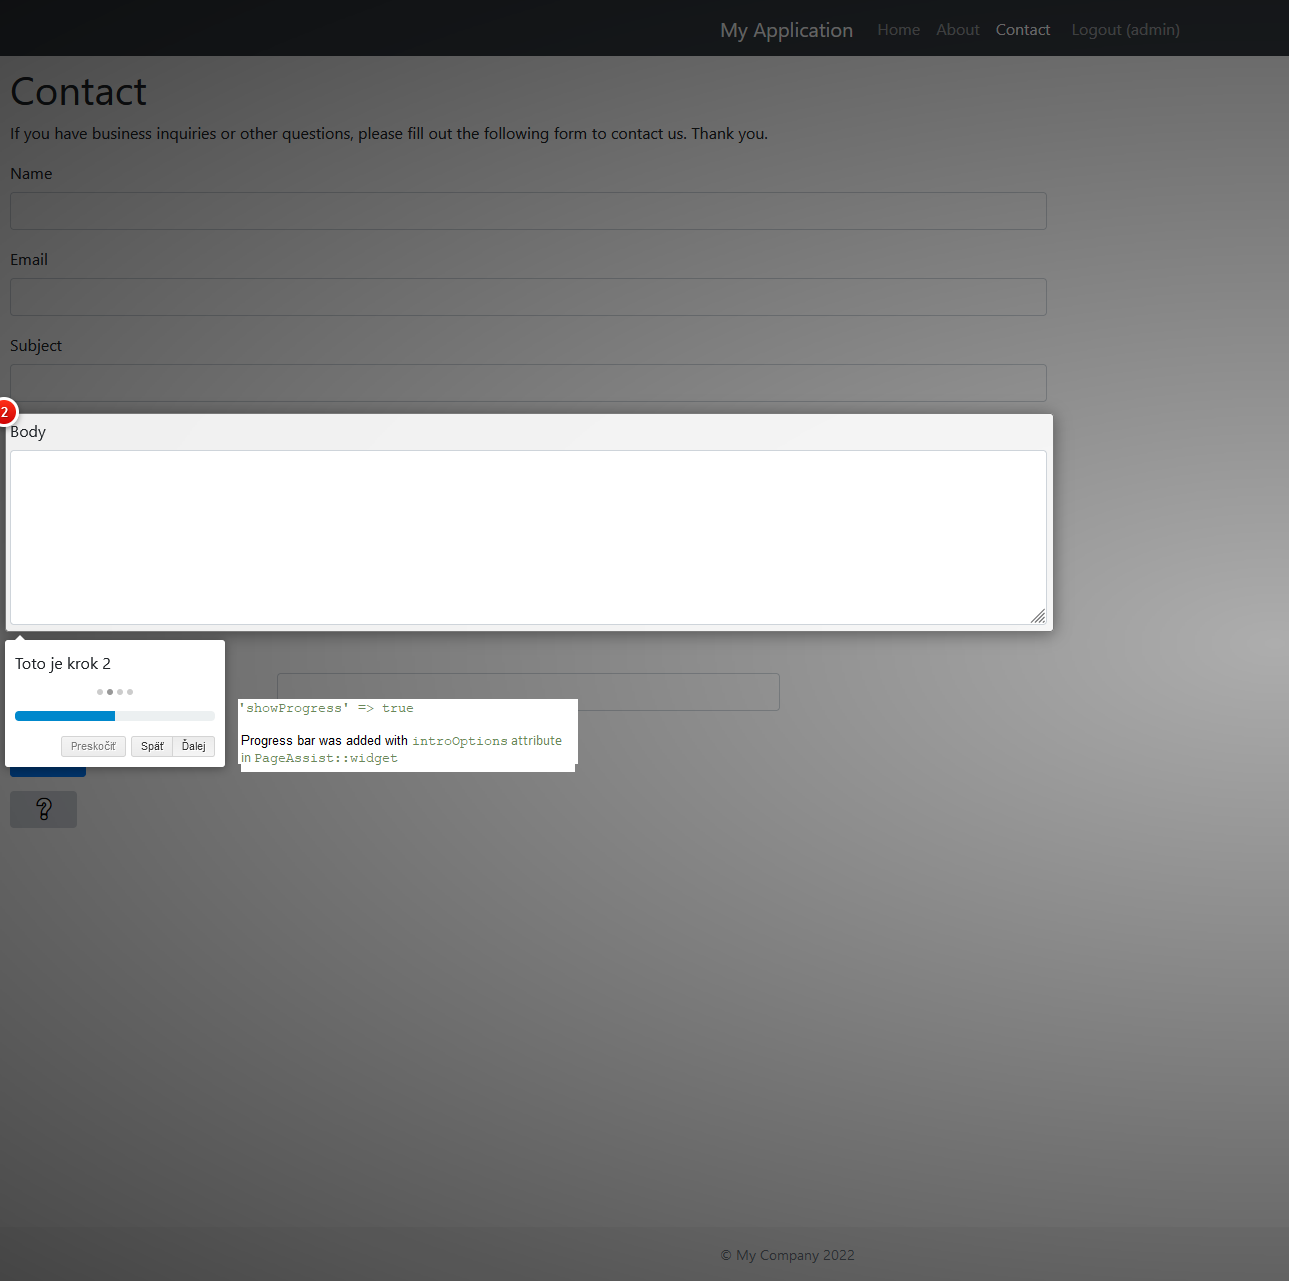 My Application Home About Contact Logout (admin)
Contact
If you have business inquiries or other questions, please fill out the following form to contact us. Thank you.
Name
Email
Subject
2
Body
Toto je krok 2
Preskočiť Späť Ďalej
'showProgress' => true
Progress bar was added with introOptions attribute
in PageAssist::widget
?
© My Company 2022